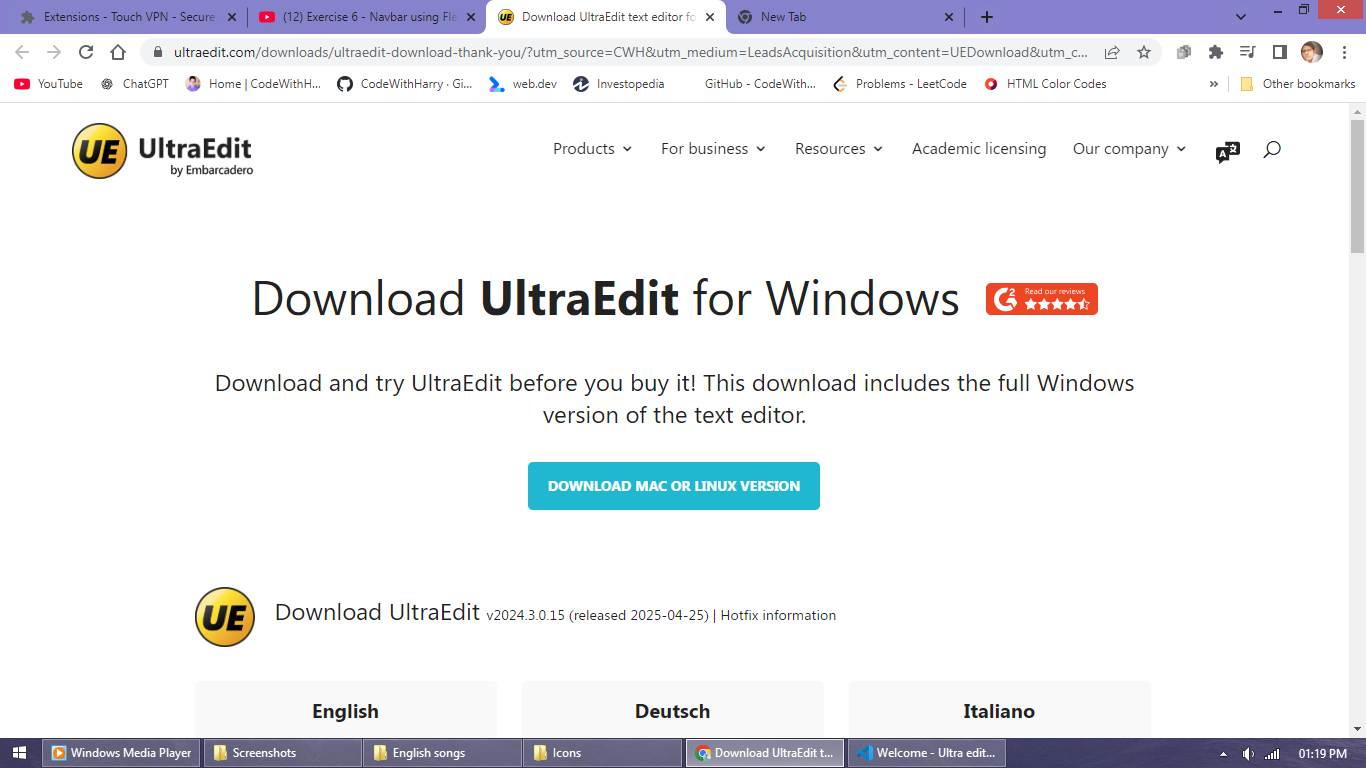 Extensions - Touch VPN - Secure
(12) Exercise 6 - Navbar using Fle
Download UltraEdit text editor fo
New Tab
ultraedit.com/downloads/ultraedit-download-thank-you/?utm_source=CWH&utm_medium=LeadsAcquisition&utm_content=UEDownload&utm_c...
YouTube
ChatGPT
Home | CodeWithH...
CodeWithHarry · Gi...
web.dev
Investopedia
GitHub - CodeWith...
Problems - LeetCode
HTML Color Codes
»
Other bookmarks
UE UltraEdit
by Embarcadero
Products
For business
Resources
Academic licensing
Our company
Download UltraEdit for Windows
G2 Read our reviews
Download and try UltraEdit before you buy it! This download includes the full Windows
version of the text editor.
DOWNLOAD MAC OR LINUX VERSION
UE
Download UltraEdit v2024.3.0.15 (released 2025-04-25) | Hotfix information
English
Deutsch
Italiano
Windows Media Player
Screenshots
English songs
Icons
Download UltraEdit t...
Welcome - Ultra edit...
01:19 PM